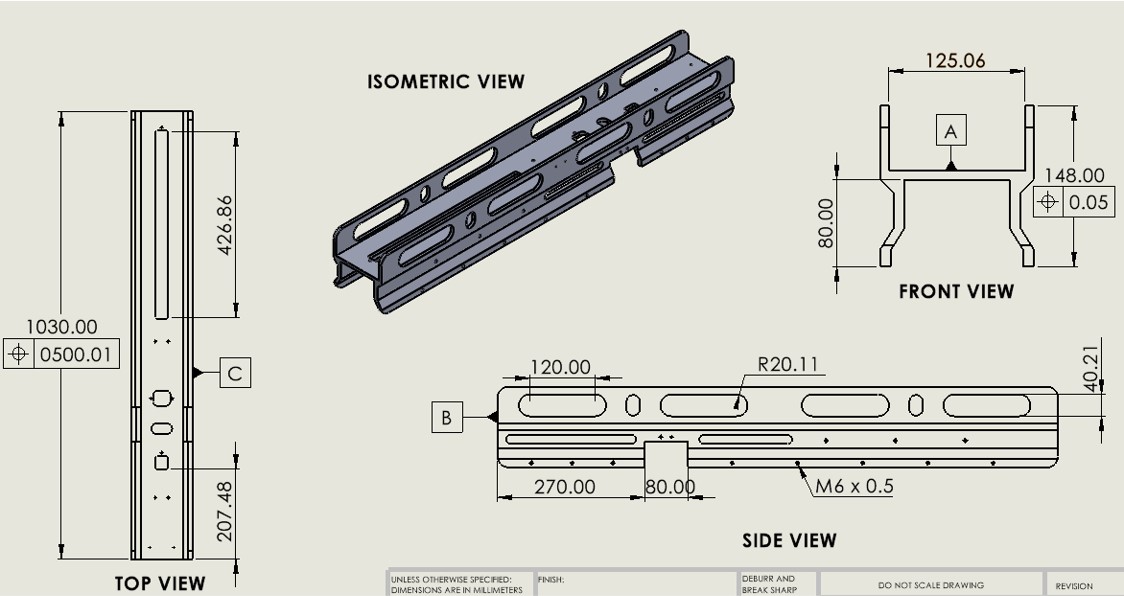 ISOMETRIC VIEW
125.06
A
148.00
0.05
80.00
FRONT VIEW
426.86
1030.00
0500.01
C
207.48
TOP VIEW
120.00
R20.11
40.21
B
270.00
80.00
M6 x 0.5
SIDE VIEW
UNLESS OTHERWISE SPECIFIED:
DIMENSIONS ARE IN MILLIMETERS
FINISH:
DEBURR AND
BREAK SHARP
DO NOT SCALE DRAWING
REVISION